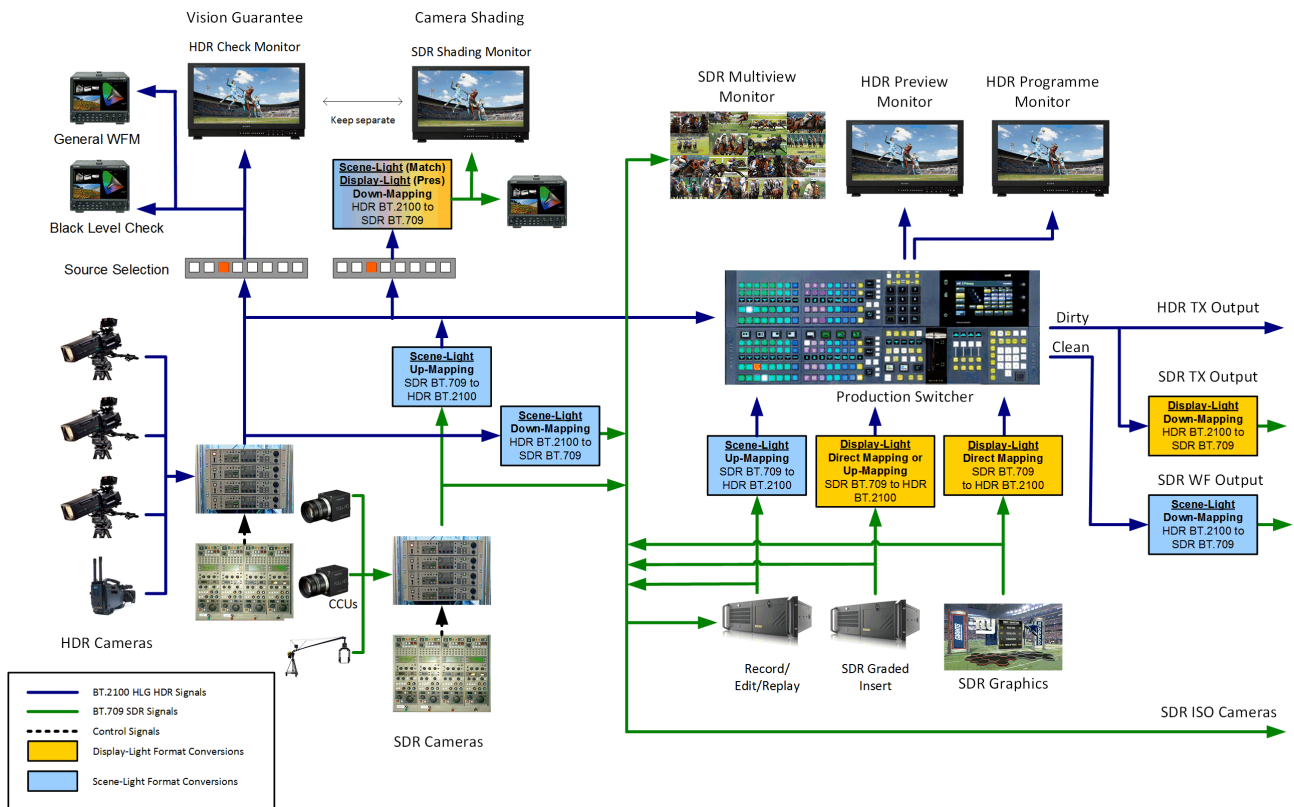 Vision Guarantee
Camera Shading
HDR Check Monitor
SDR Shading Monitor
SDR Multiview
Monitor
HDR Preview
Monitor
HDR Programme
Monitor
Keep separate
General WFM
Black Level Check
Scene-Light (Match)
Display-Light (Pres)
Down-Mapping
HDR BT.2100 to
SDR BT.709
Source Selection
Dirty
Clean
HDR TX Output
SDR TX Output
Production Switcher
Scene-Light
Up-Mapping
SDR BT.709 to
HDR BT.2100
Scene-Light
Down-Mapping
HDR BT.2100 to
SDR BT.709
Scene-Light
Up-Mapping
SDR BT.709 to
HDR BT.2100
Display-Light
Direct Mapping or
Up-Mapping
SDR BT.709 to HDR
BT.2100
Display-Light
Direct Mapping
SDR BT.709
to HDR BT.2100
Display-Light
Down-Mapping
HDR BT.2100 to
SDR BT.709
SDR WF Output
Scene-Light
Down-Mapping
HDR BT.2100 to
SDR BT.709
CCUs
HDR Cameras
Record/
Edit/Replay
SDR Graded
Insert
SDR Graphics
SDR ISO Cameras
SDR Cameras
BT.2100 HLG HDR Signals
BT.709 SDR Signals
Control Signals
Display-Light Format Conversions
Scene-Light Format Conversions